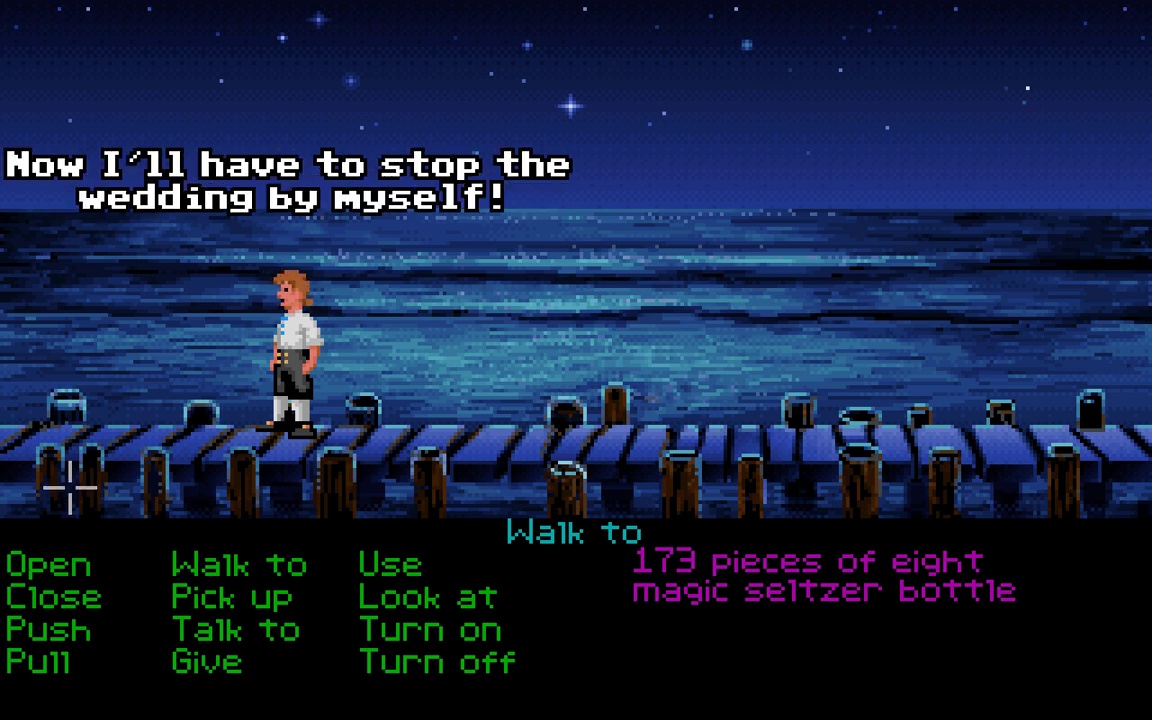 Now I'll have to stop the
wedding by myself!
Walk to
Open Walk to Use
Close Pick up Look at
Push Talk to Turn on
Pull Give Turn off
173 pieces of eight
magic seltzer bottle